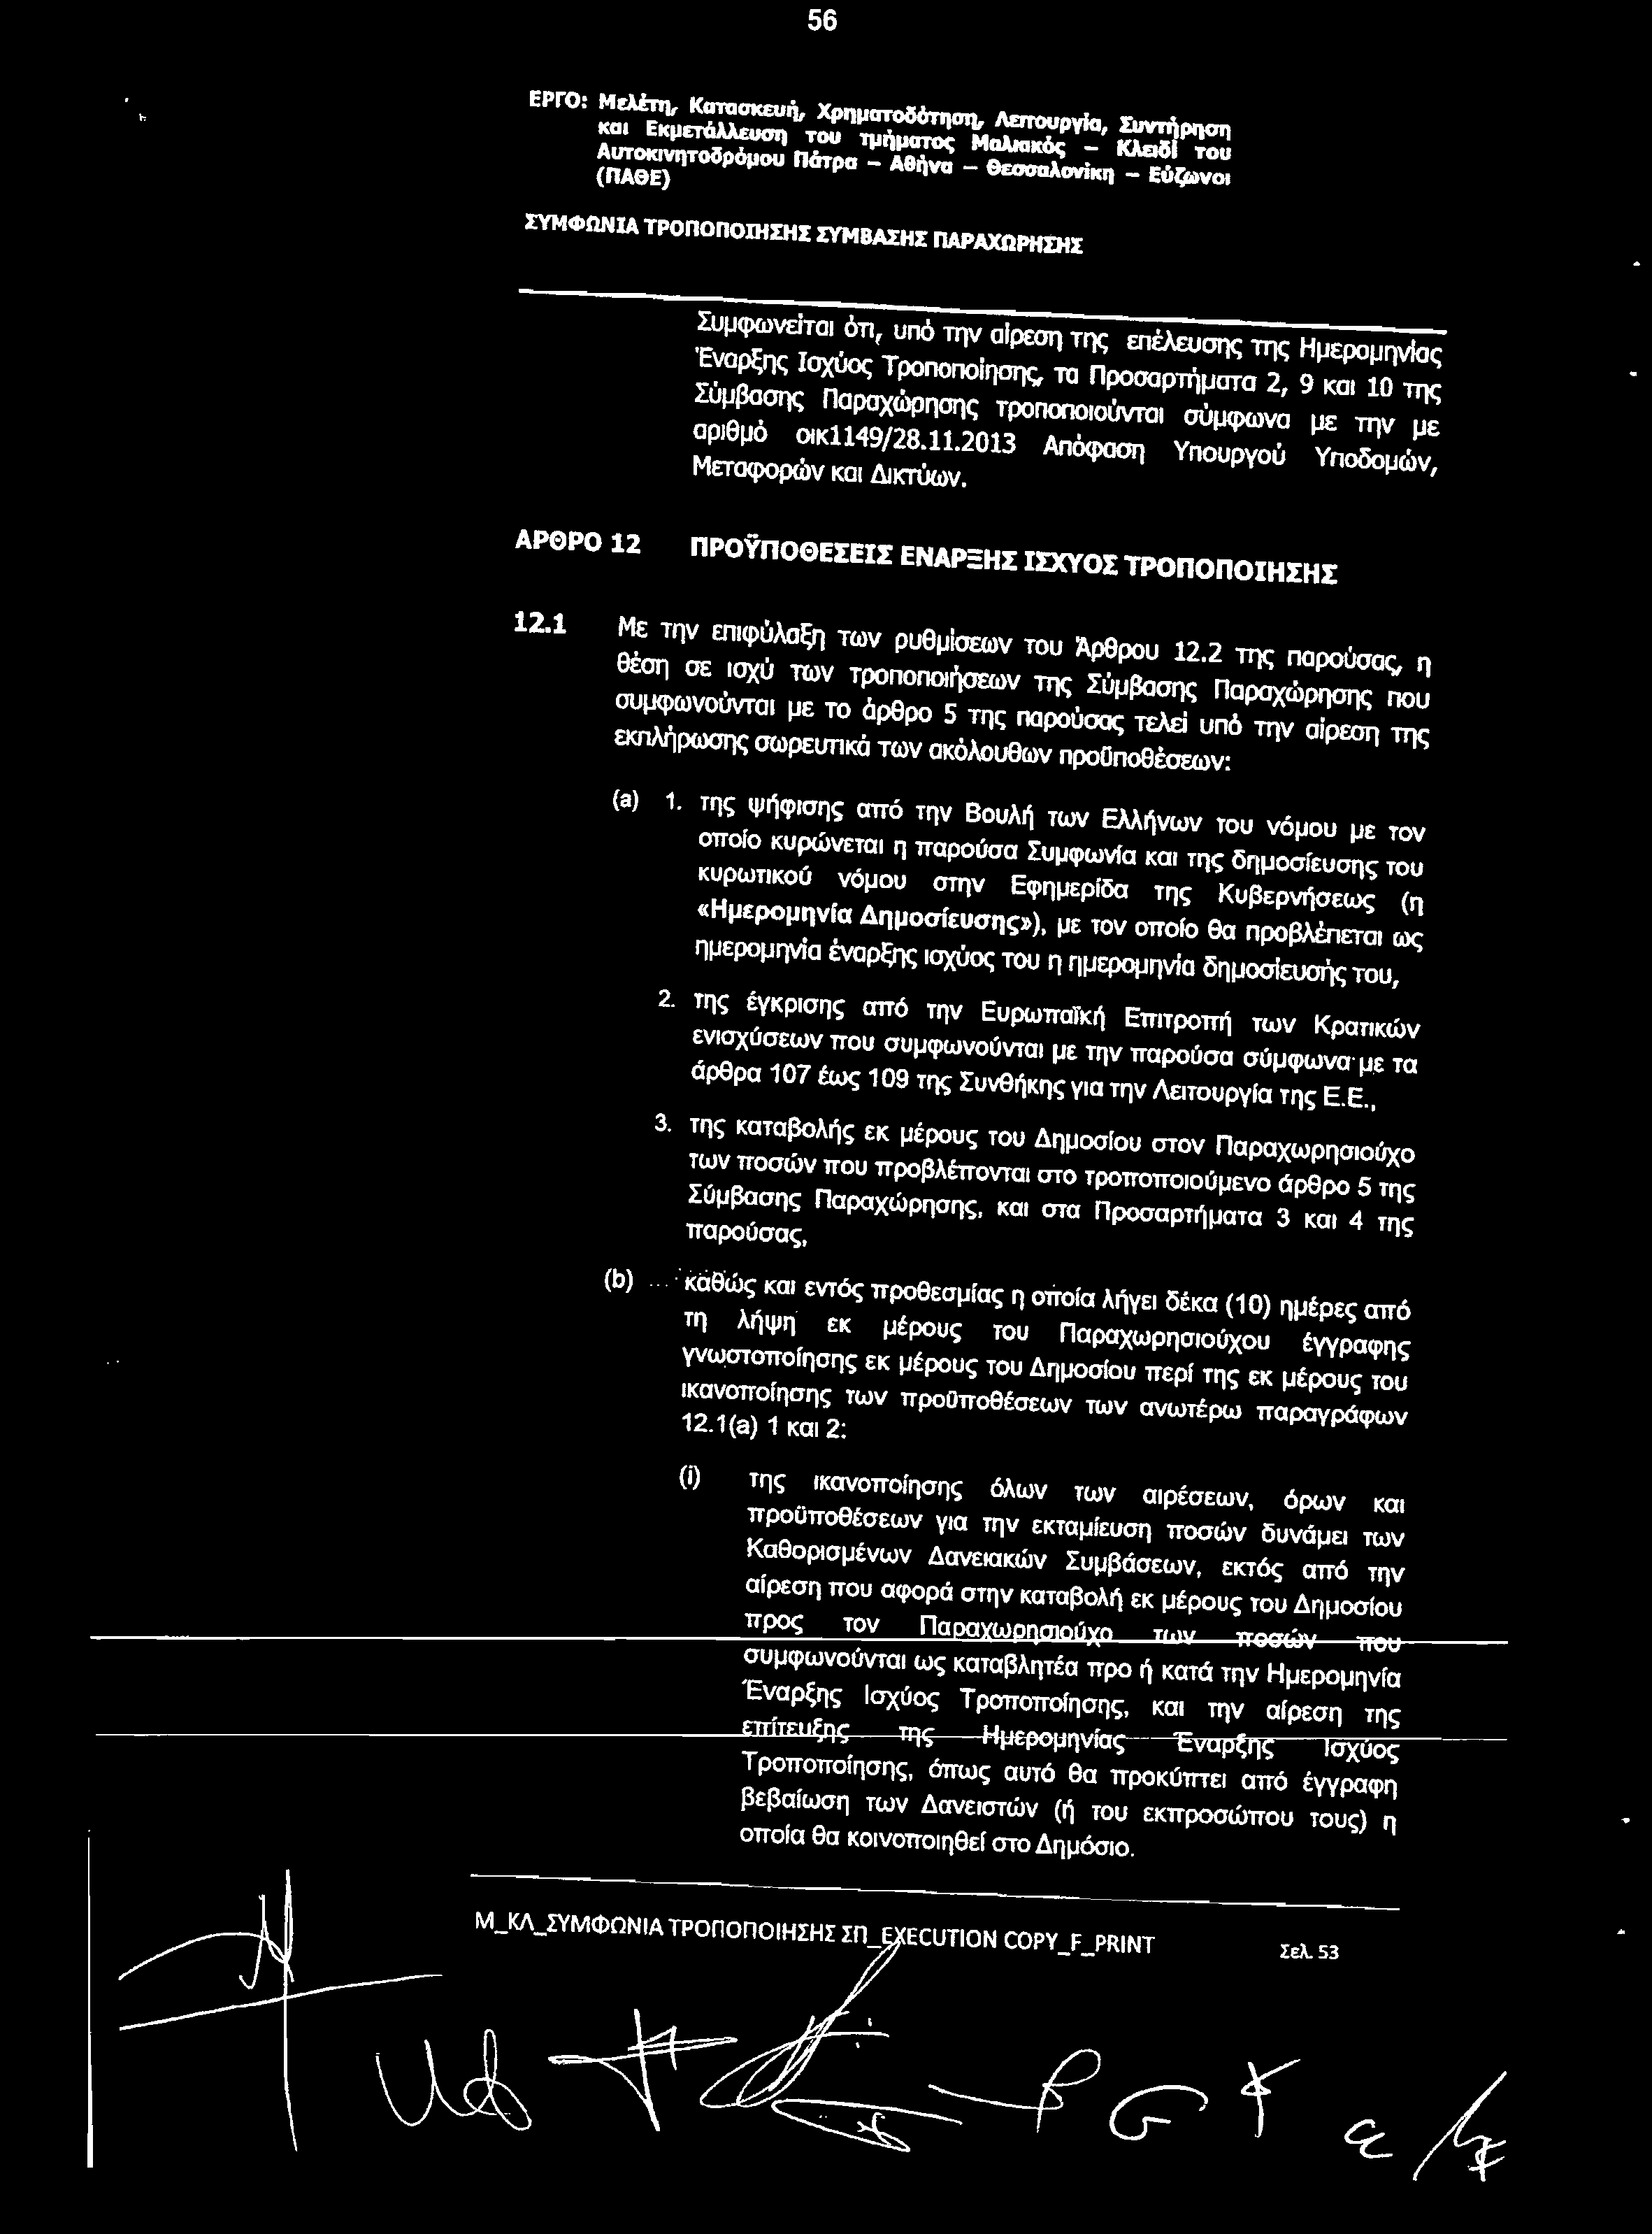 56
ΕΡΓΟ: Μελέτη, Κατασκευή, Χρηματοδότηση, Λειτουργία, Συντήρηση
και Εκμετάλλευση του τμήματος Μαλιακός – Κλειδί του
Αυτοκινητοδρόμου Πάτρα – Αθήνα – Θεσσαλονίκη – Εύζωνοι
(ΠΑΘΕ)
ΣΥΜΦΩΝΙΑ ΤΡΟΠΟΠΟΙΗΣΗΣ ΣΥΜΒΑΣΗΣ ΠΑΡΑΧΩΡΗΣΗΣ
Συμφωνείται ότι, υπό την αίρεση της επέλευσης της Ημερομηνίας
Έναρξης Ισχύος Τροποποίησης, τα Προσαρτήματα 2, 9 και 10 της
Σύμβασης Παραχώρησης τροποποιούνται σύμφωνα με την με
αριθμό οικ1149/28.11.2013 Απόφαση Υπουργού Υποδομών,
Μεταφορών και Δικτύων.
ΑΡΘΡΟ 12 ΠΡΟΫΠΟΘΕΣΕΙΣ ΕΝΑΡΞΗΣ ΙΣΧΥΟΣ ΤΡΟΠΟΠΟΙΗΣΗΣ
12.1 Με την επιφύλαξη των ρυθμίσεων του Άρθρου 12.2 της παρούσας, η
θέση σε ισχύ των τροποποιήσεων της Σύμβασης Παραχώρησης που
συμφωνούνται με το άρθρο 5 της παρούσας τελεί υπό την αίρεση της
εκπλήρωσης σωρευτικά των ακόλουθων προϋποθέσεων:
(a) 1. της ψήφισης από την Βουλή των Ελλήνων του νόμου με τον
οποίο κυρώνεται η παρούσα Συμφωνία και της δημοσίευσης του
κυρωτικού νόμου στην Εφημερίδα της Κυβερνήσεως (η
«Ημερομηνία Δημοσίευσης»), με τον οποίο θα προβλέπεται ως
ημερομηνία έναρξης ισχύος του η ημερομηνία δημοσίευσής του,
2. της έγκρισης από την Ευρωπαϊκή Επιτροπή των Κρατικών
ενισχύσεων που συμφωνούνται με την παρούσα σύμφωνα με τα
άρθρα 107 έως 109 της Συνθήκης για την Λειτουργία της Ε.Ε.,
3. της καταβολής εκ μέρους του Δημοσίου στον Παραχωρησιούχο
των ποσών που προβλέπονται στο τροποποιούμενο άρθρο 5 της
Σύμβασης Παραχώρησης, και στα Προσαρτήματα 3 και 4 της
παρούσας,
(b) καθώς και εντός προθεσμίας η οποία λήγει δέκα (10) ημέρες από
τη λήψη εκ μέρους του Παραχωρησιούχου έγγραφης
γνωστοποίησης εκ μέρους του Δημοσίου περί της εκ μέρους του
ικανοποίησης των προϋποθέσεων των ανωτέρω παραγράφων
12.1(a) 1 και 2:
(i) της ικανοποίησης όλων των αιρέσεων, όρων και
προϋποθέσεων για την εκταμίευση ποσών δυνάμει των
Καθορισμένων Δανειακών Συμβάσεων, εκτός από την
αίρεση που αφορά στην καταβολή εκ μέρους του Δημοσίου
προς τον Παραχωρησιούχο των ποσών που
συμφωνούνται ως καταβλητέα προ ή κατά την Ημερομηνία
Έναρξης Ισχύος Τροποποίησης, και την αίρεση της
επίτευξης της Ημερομηνίας Έναρξης Ισχύος
Τροποποίησης, όπως αυτό θα προκύπτει από έγγραφη
βεβαίωση των Δανειστών (ή του εκπροσώπου τους) η
οποία θα κοινοποιηθεί στο Δημόσιο.
Μ_ΚΛ_ΣΥΜΦΩΝΙΑ ΤΡΟΠΟΠΟΙΗΣΗΣ ΣΠ_EXECUTION COPY_F_PRINT Σελ. 53